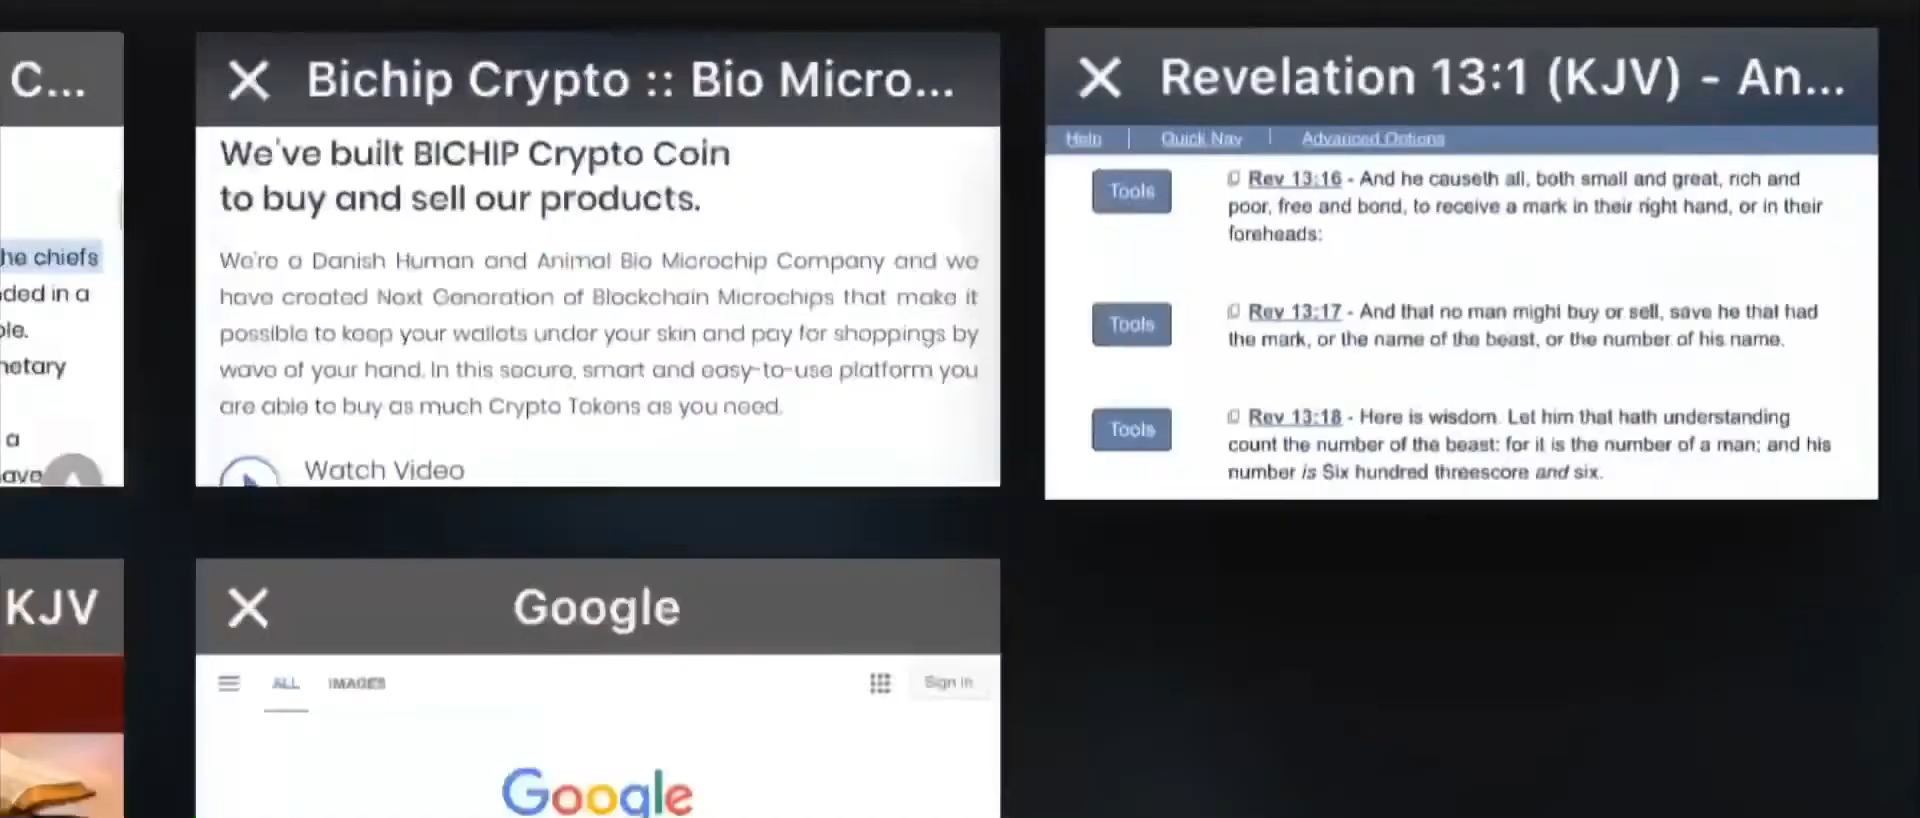 C...
he chiefs
ded in a
ple.
netary
a
ave
Bichip Crypto :: Bio Micro...
We've built BICHIP Crypto Coin
to buy and sell our products.
We're a Danish Human and Animal Bio Microchip Company and we
have created Next Generation of Blockchain Microchips that make it
possible to keep your wallets under your skin and pay for shoppings by
wave of your hand. In this secure, smart and easy-to-use platform you
are able to buy as much Crypto Tokens as you need.
Watch Video
Revelation 13:1 (KJV) - An...
Help | Quick Nav | Advanced Options
Tools
Rev 13:16 - And he causeth all, both small and great, rich and
poor, free and bond, to receive a mark in their right hand, or in their
foreheads:
Tools
Rev 13:17 - And that no man might buy or sell, save he that had
the mark, or the name of the beast, or the number of his name.
Tools
Rev 13:18 - Here is wisdom. Let him that hath understanding
count the number of the beast: for it is the number of a man; and his
number is Six hundred threescore and six.
KJV
Google
ALL IMAGES
Sign in
Google